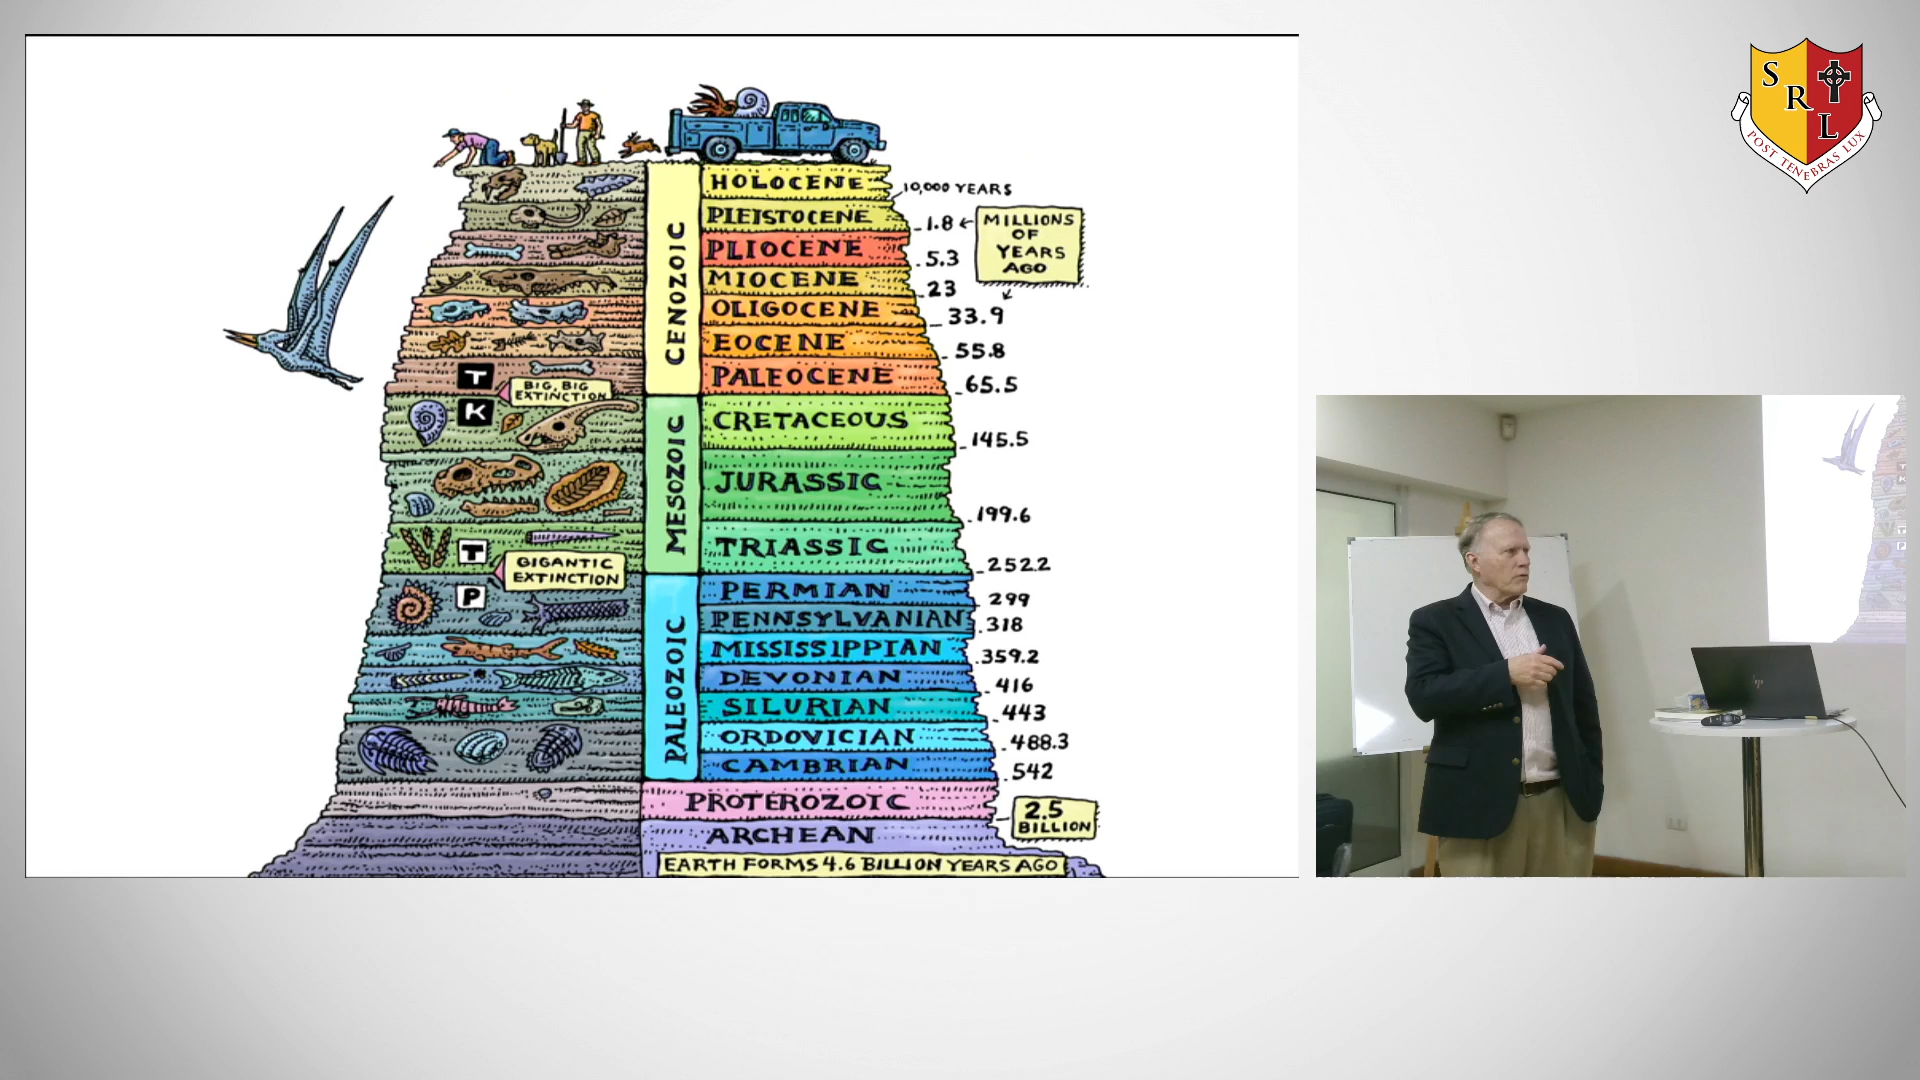 S
R
L
POST TENEBRAS LUX
HOLOCENE
10,000 YEARS
PLEISTOCENE
1.8
MILLIONS
OF
YEARS
AGO
PLIOCENE
5.3
MIOCENE
23
OLIGOCENE
33.9
EOCENE
55.8
PALEOCENE
65.5
CENOZOIC
T
BIG, BIG
EXTINCTION
K
CRETACEOUS
145.5
JURASSIC
199.6
TRIASSIC
252.2
MESOZOIC
T
GIGANTIC
EXTINCTION
P
PERMIAN
299
PENNSYLVANIAN
318
MISSISSIPPIAN
359.2
DEVONIAN
416
SILURIAN
443
ORDOVICIAN
488.3
CAMBRIAN
542
PALEOZOIC
PROTEROZOIC
2.5
BILLION
ARCHEAN
EARTH FORMS 4.6 BILLION YEARS AGO